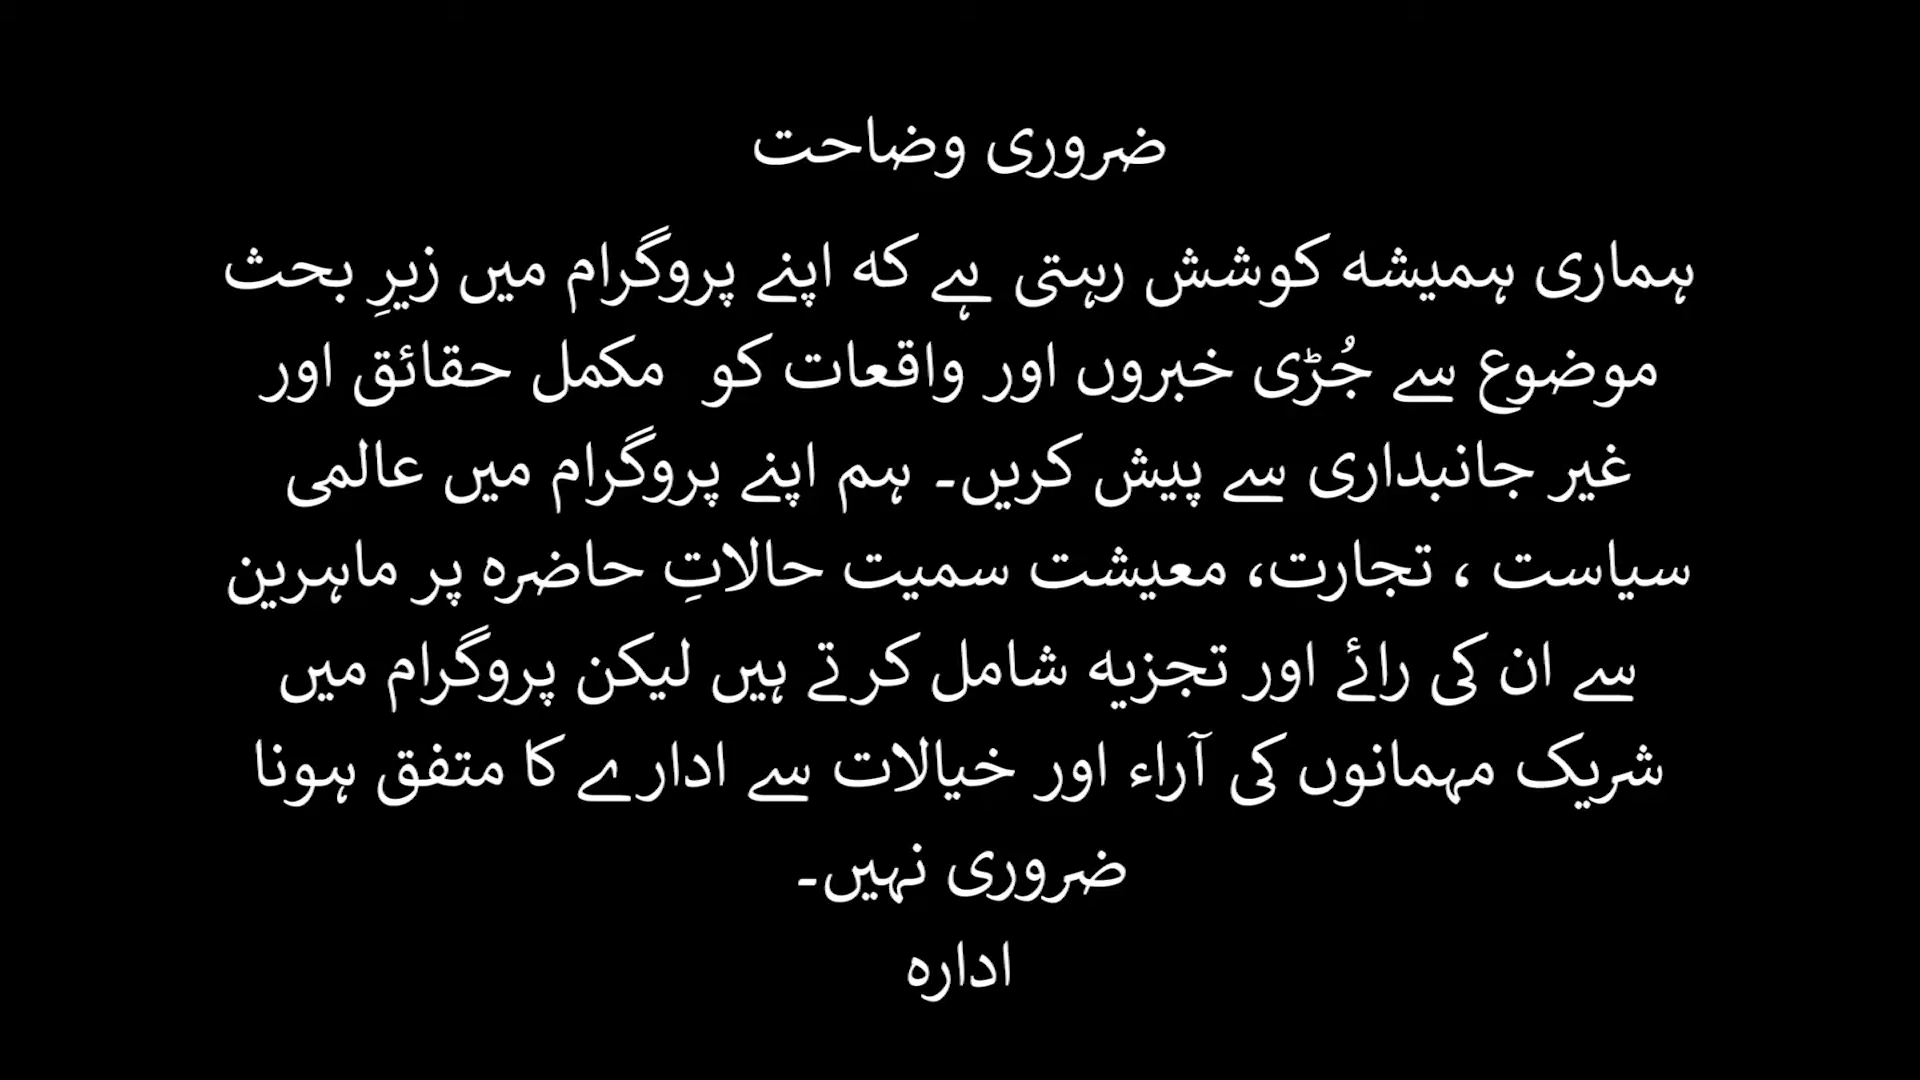 ضروری وضاحت
ہماری ہمیشہ کوشش رہتی ہے کہ اپنے پروگرام میں زیرِ بحث
موضوع سے جُڑی خبروں اور واقعات کو مکمل حقائق اور
غیر جانبداری سے پیش کریں۔ ہم اپنے پروگرام میں عالمی
سیاست ، تجارت، معیشت سمیت حالاتِ حاضرہ پر ماہرین
سے ان کی رائے اور تجزیہ شامل کر تے ہیں لیکن پروگرام میں
شریک مہمانوں کی آراء اور خیالات سے ادارے کا متفق ہونا
ضروری نہیں۔
ادارہ